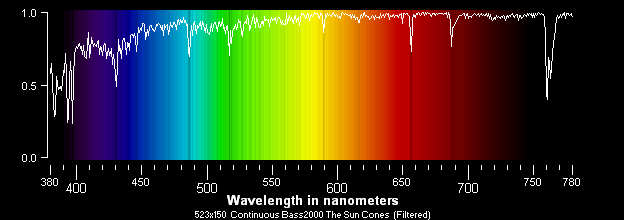 1.0
0.5
0.0
380 400 450 500 550 600 650 700 750 780
Wavelength in nanometers
523x150 Continuous Bass2000 The Sun Cones (Filtered)